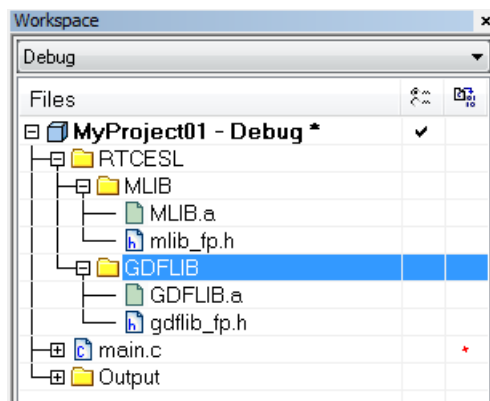 Workspace
Debug
Files
MyProject01 - Debug *
RTCESL
MLIB
MLIB.a
mlib_fp.h
GDFLIB
GDFLIB.a
gdflib_fp.h
main.c
Output